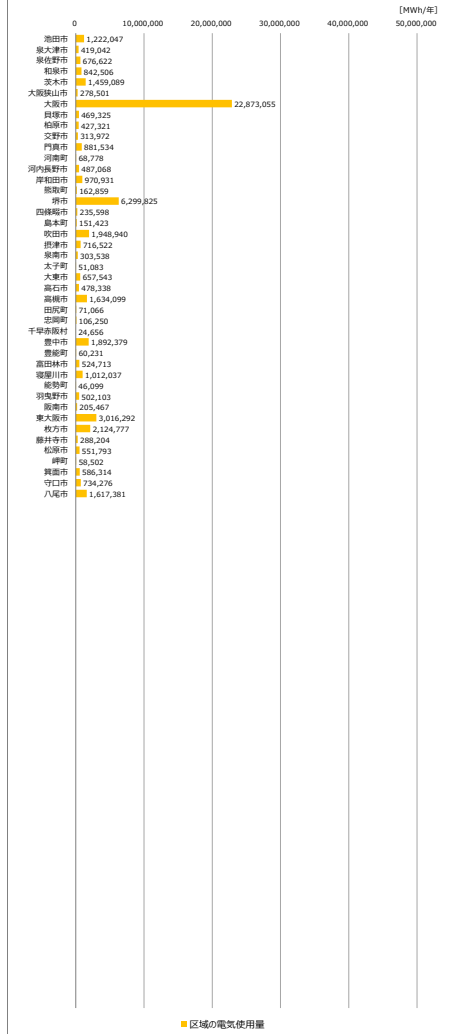 [MWh/年]
0 10,000,000 20,000,000 30,000,000 40,000,000 50,000,000
池田市 1,222,047
泉大津市 419,042
泉佐野市 676,622
和泉市 842,506
茨木市 1,459,089
大阪狭山市 278,501
大阪市 22,873,055
貝塚市 469,325
柏原市 427,321
交野市 313,972
門真市 881,534
河南町 68,778
河内長野市 487,068
岸和田市 970,931
熊取町 162,859
堺市 6,299,825
四條畷市 235,598
島本町 151,423
吹田市 1,948,940
摂津市 716,522
泉南市 303,538
太子町 51,083
大東市 657,543
高石市 478,338
高槻市 1,634,099
田尻町 71,066
忠岡町 106,250
千早赤阪村 24,656
豊中市 1,892,379
豊能町 60,231
富田林市 524,713
寝屋川市 1,012,037
能勢町 46,099
羽曳野市 502,103
阪南市 205,467
東大阪市 3,016,292
枚方市 2,124,777
藤井寺市 288,204
松原市 551,793
岬町 58,502
箕面市 586,314
守口市 734,276
八尾市 1,617,381
区域の電気使用量